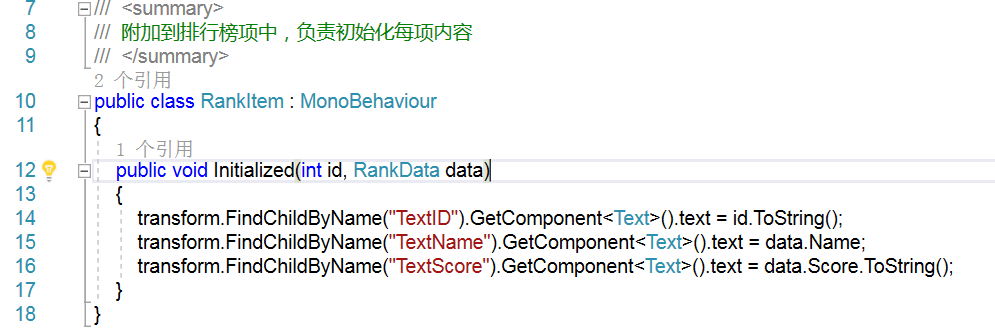 7 /// <summary>
8 /// 附加到排行榜项中，负责初始化每项内容
9 /// </summary>
2 个引用
10 public class RankItem : MonoBehaviour
11 {
1 个引用
12 public void Initialized(int id, RankData data)
13 {
14 transform.FindChildByName("TextID").GetComponent<Text>().text = id.ToString();
15 transform.FindChildByName("TextName").GetComponent<Text>().text = data.Name;
16 transform.FindChildByName("TextScore").GetComponent<Text>().text = data.Score.ToString();
17 }
18 }